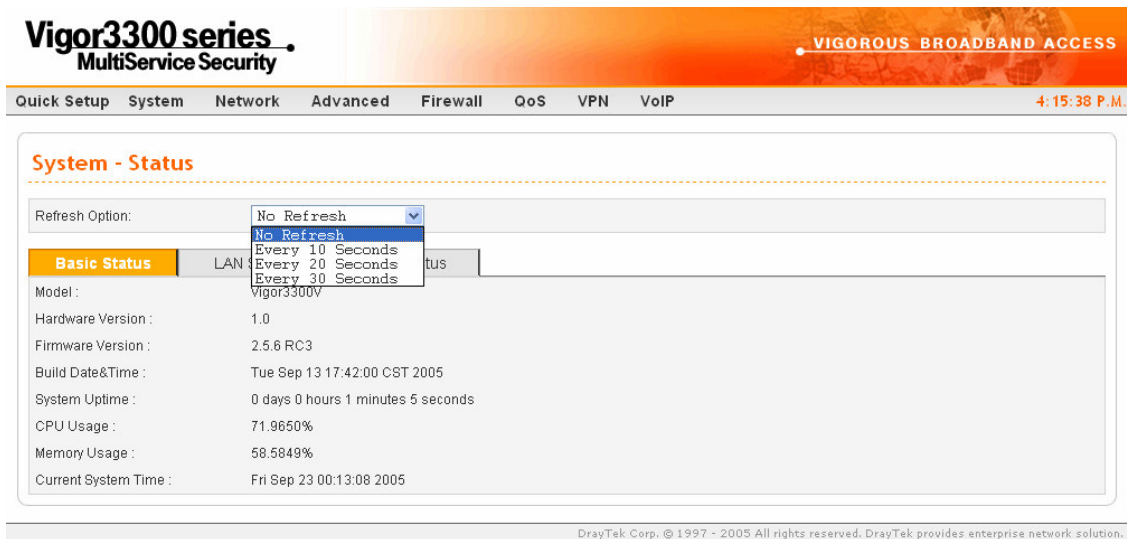 Vigor3300 series
MultiService Security
VIGOROUS BROADBAND ACCESS
Quick Setup System Network Advanced Firewall QoS VPN VoIP 4:15:38 P.M.
System - Status
Refresh Option: No Refresh
No Refresh
Every 10 Seconds
Every 20 Seconds
Every 30 Seconds
Basic Status LAN
Model : Vigor3300V
Hardware Version : 1.0
Firmware Version : 2.5.6 RC3
Build Date&Time : Tue Sep 13 17:42:00 CST 2005
System Uptime : 0 days 0 hours 1 minutes 5 seconds
CPU Usage : 71.9650%
Memory Usage : 58.5849%
Current System Time : Fri Sep 23 00:13:08 2005
DrayTek Corp. © 1997 - 2005 All rights reserved. DrayTek provides enterprise network solution.